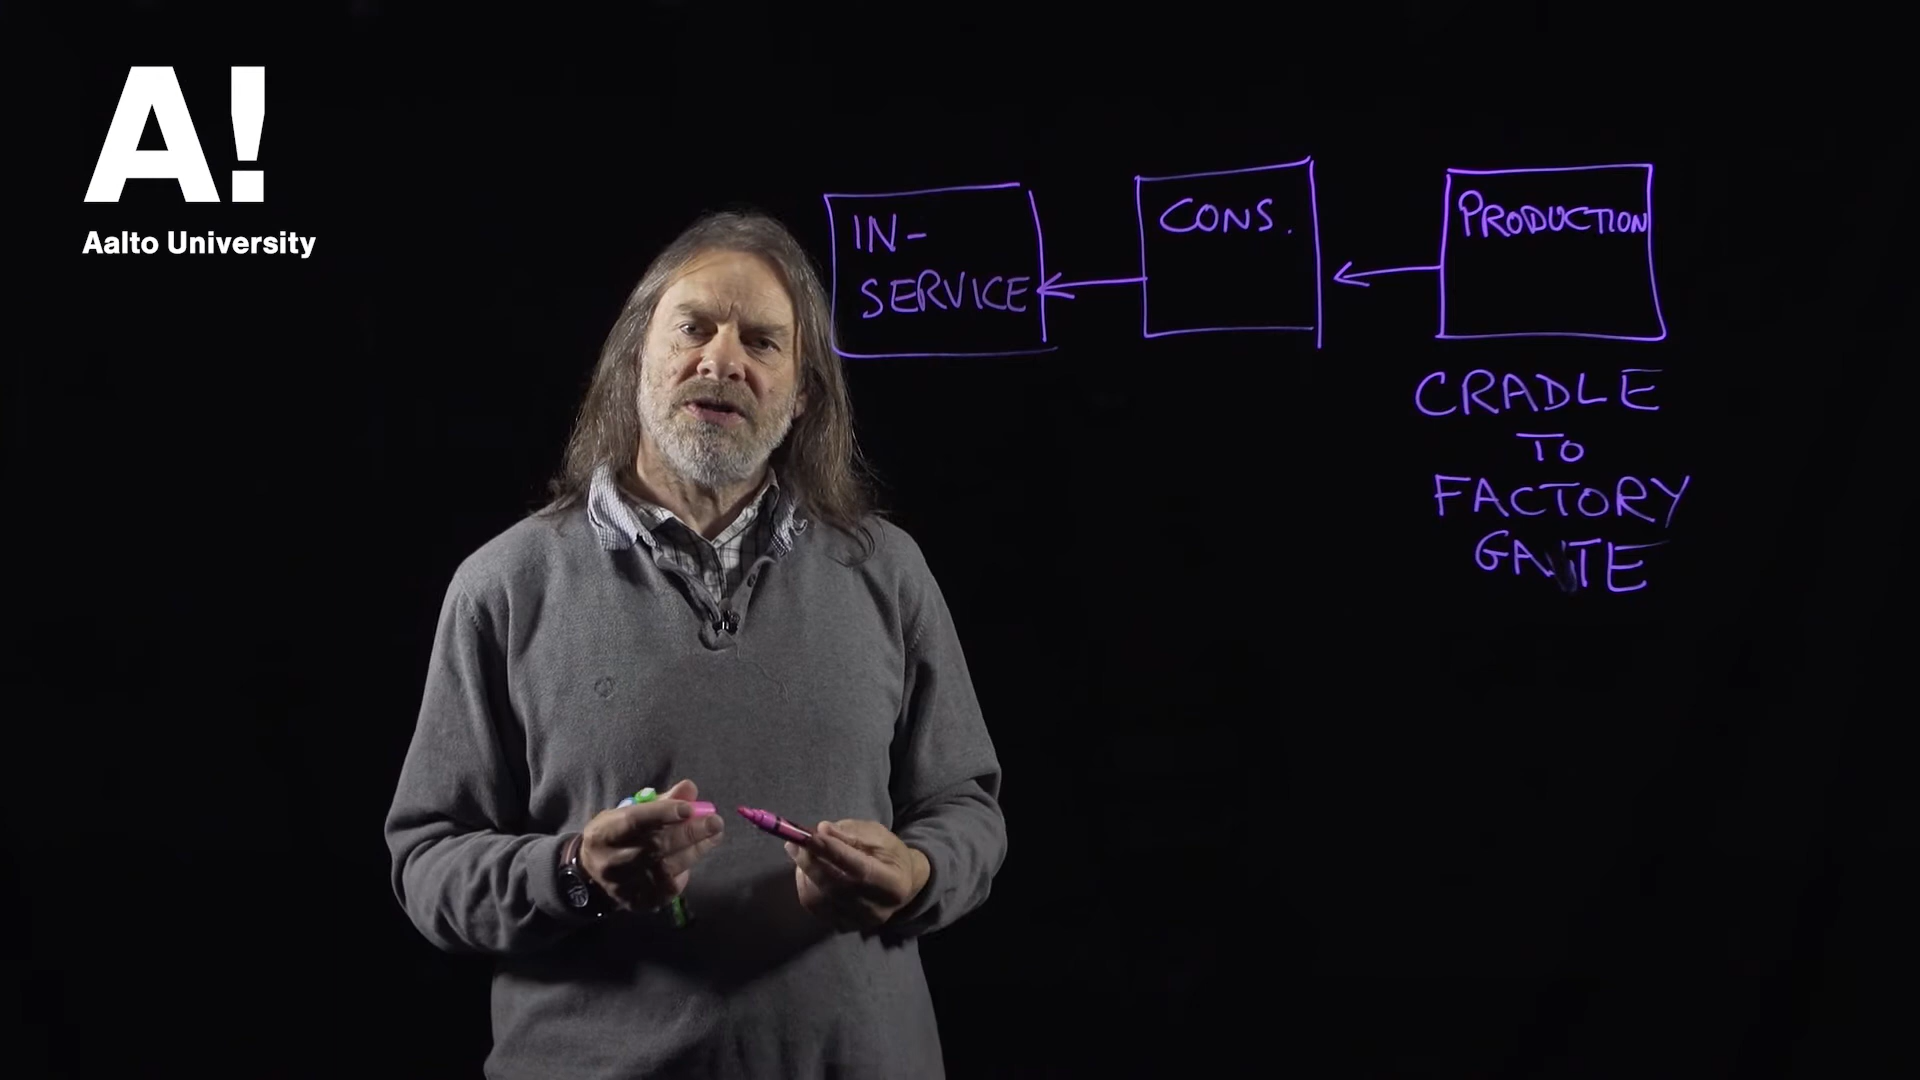 A!
Aalto University
IN-
SERVICE
CONS.
PRODUCTION
CRADLE
TO
FACTORY
GATE